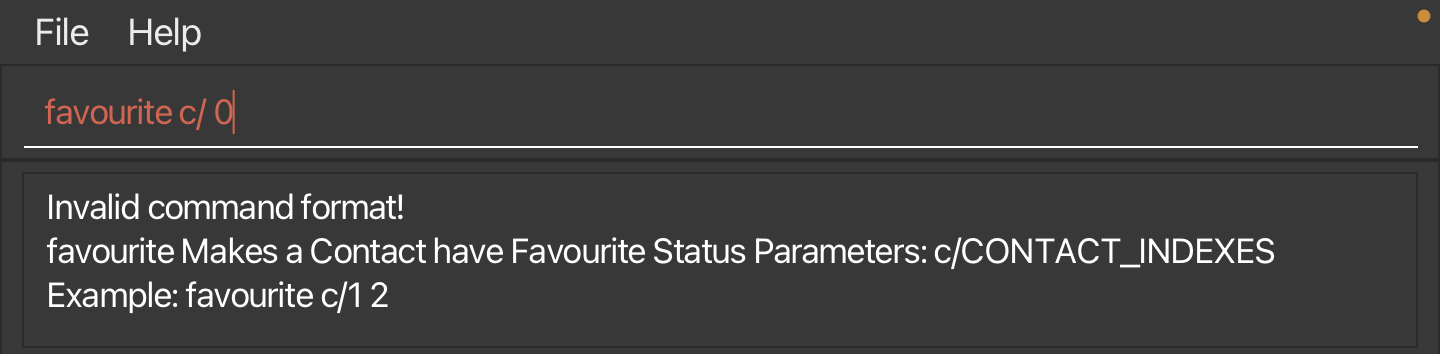 File Help
favourite c/ 0
Invalid command format!
favourite Makes a Contact have Favourite Status Parameters: c/CONTACT_INDEXES
Example: favourite c/1 2